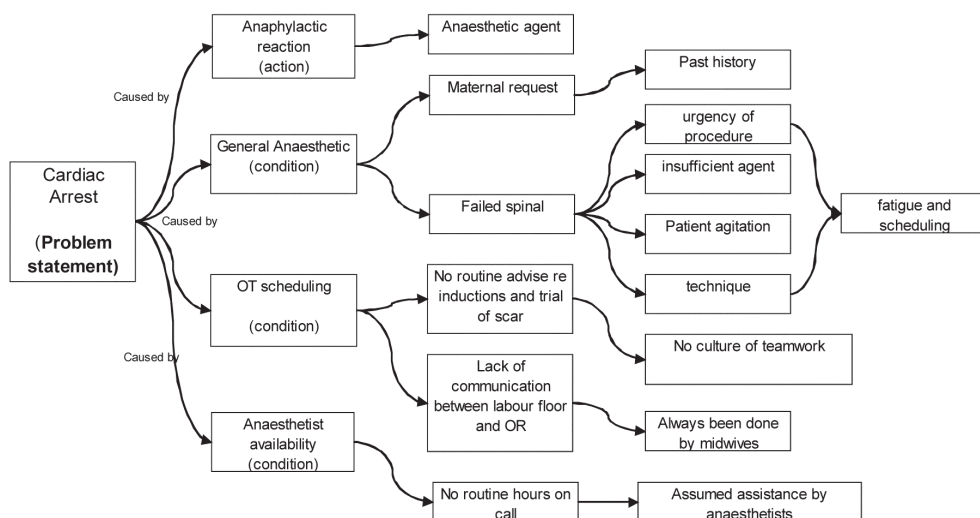 Cardiac
Arrest
(Problem
statement)
Caused by
Caused by
Caused by
Anaphylactic
reaction
(action)
General Anaesthetic
(condition)
OT scheduling
(condition)
Anaesthetist
availability
(condition)
Anaesthetic agent
Maternal request
Failed spinal
No routine advise re
inductions and trial
of scar
Lack of
communication
between labour floor
and OR
No routine hours on
call
Past history
urgency of
procedure
insufficient agent
Patient agitation
technique
No culture of teamwork
Always been done
by midwives
Assumed assistance by
anaesthetists
fatigue and
scheduling